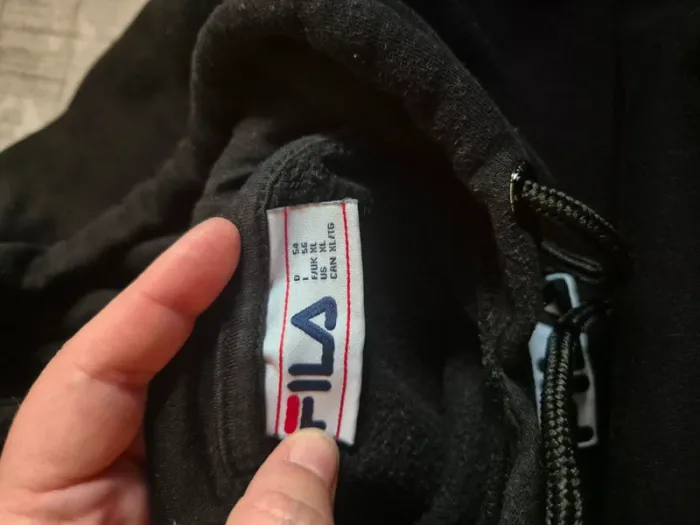 FILA
D 54
I 56
F/UK XL
US XL
CAN XL/TG